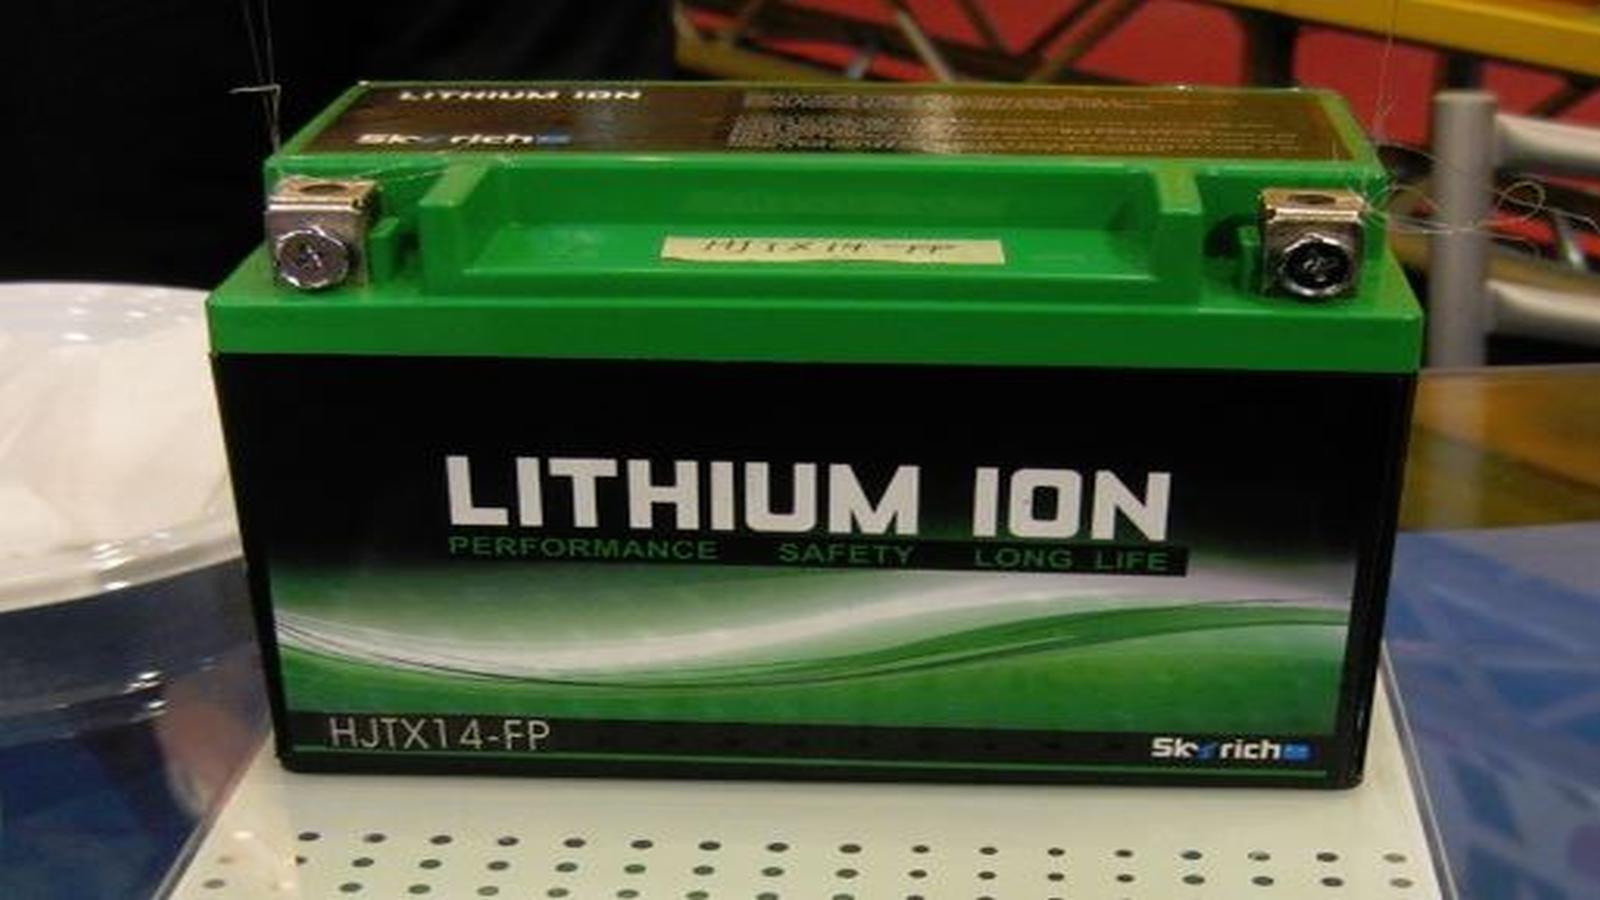 LITHIUM ION
Skyrich
HJTX14-FP
LITHIUM ION
PERFORMANCE SAFETY LONG LIFE
HJTX14-FP
Skyrich